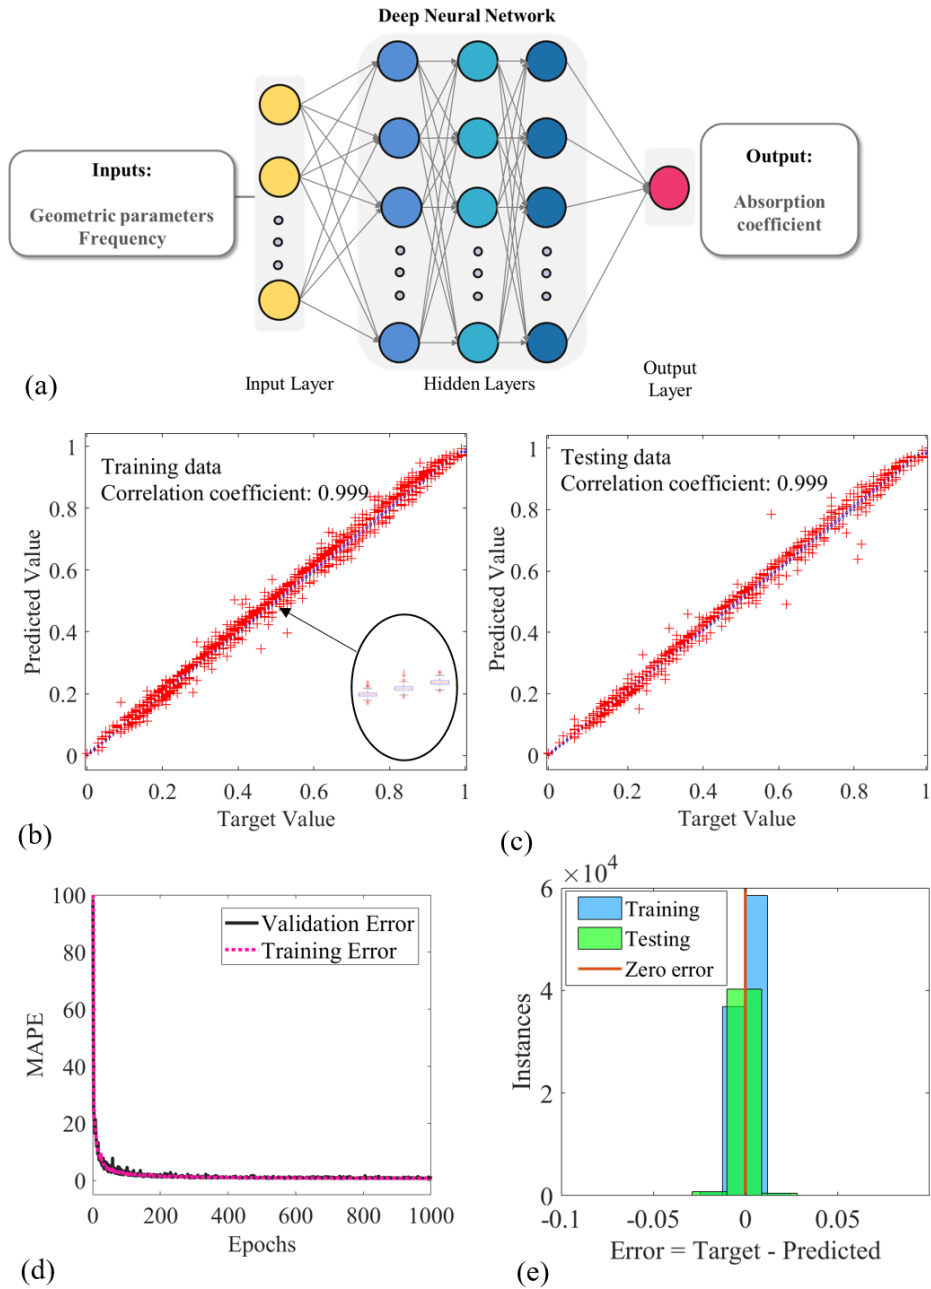 Deep Neural Network
Inputs:
Geometric parameters
Frequency
Output:
Absorption
coefficient
Input Layer
Hidden Layers
Output
Layer
(a)
Training data
Correlation coefficient: 0.999
Predicted Value
1
0.8
0.6
0.4
0.2
0
0
0.2
0.4
0.6
0.8
1
Target Value
(b)
Testing data
Correlation coefficient: 0.999
Predicted Value
1
0.8
0.6
0.4
0.2
0
0
0.2
0.4
0.6
0.8
1
Target Value
(c)
MAPE
100
80
60
40
20
0
Validation Error
Training Error
0
200
400
600
800
1000
Epochs
(d)
×10⁴
Instances
6
4
2
0
Training
Testing
Zero error
-0.1
-0.05
0
0.05
Error = Target - Predicted
(e)